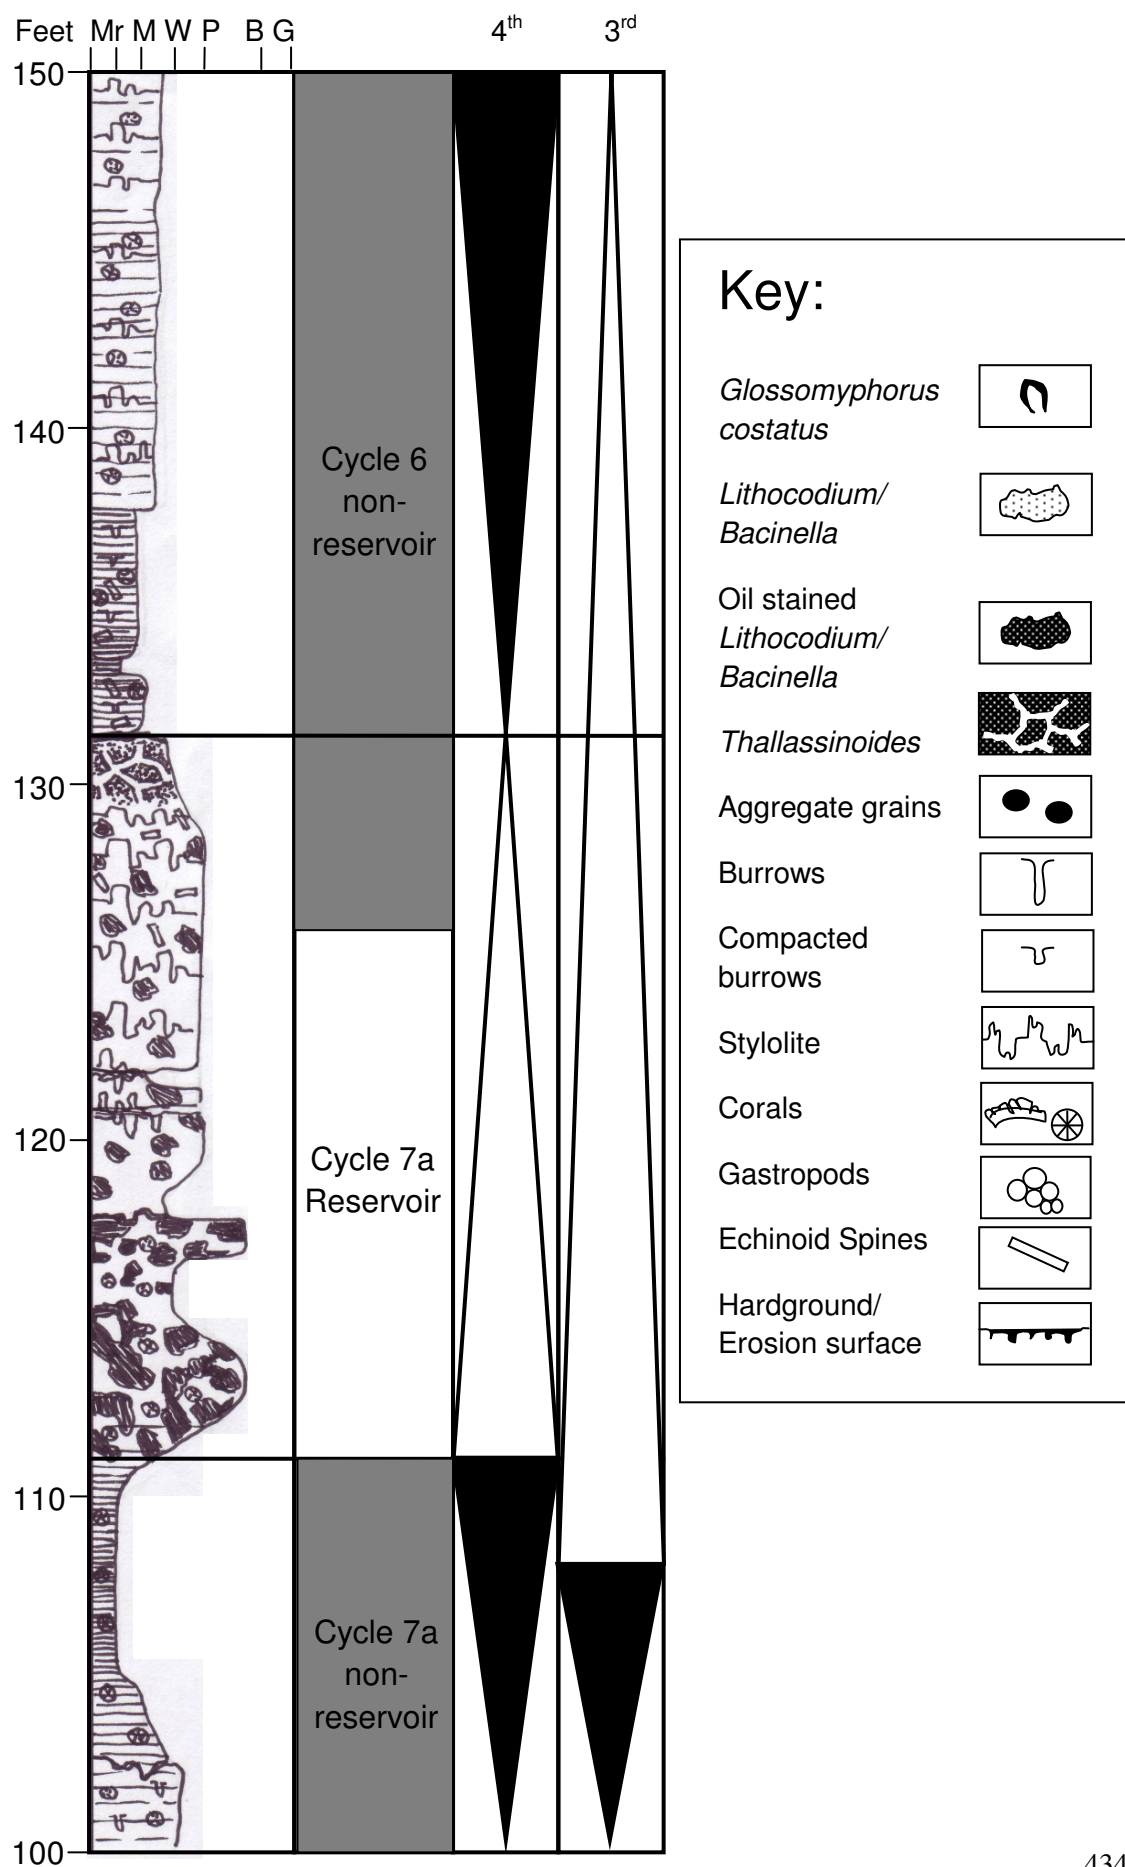 Feet Mr M W P B G 4th 3rd
150
140
130
120
110
100
Cycle 6
non-
reservoir
Cycle 7a
Reservoir
Cycle 7a
non-
reservoir
Key:
Glossomyphorus
costatus
Lithocodium/
Bacinella
Oil stained
Lithocodium/
Bacinella
Thallassinoides
Aggregate grains
Burrows
Compacted
burrows
Stylolite
Corals
Gastropods
Echinoid Spines
Hardground/
Erosion surface
434